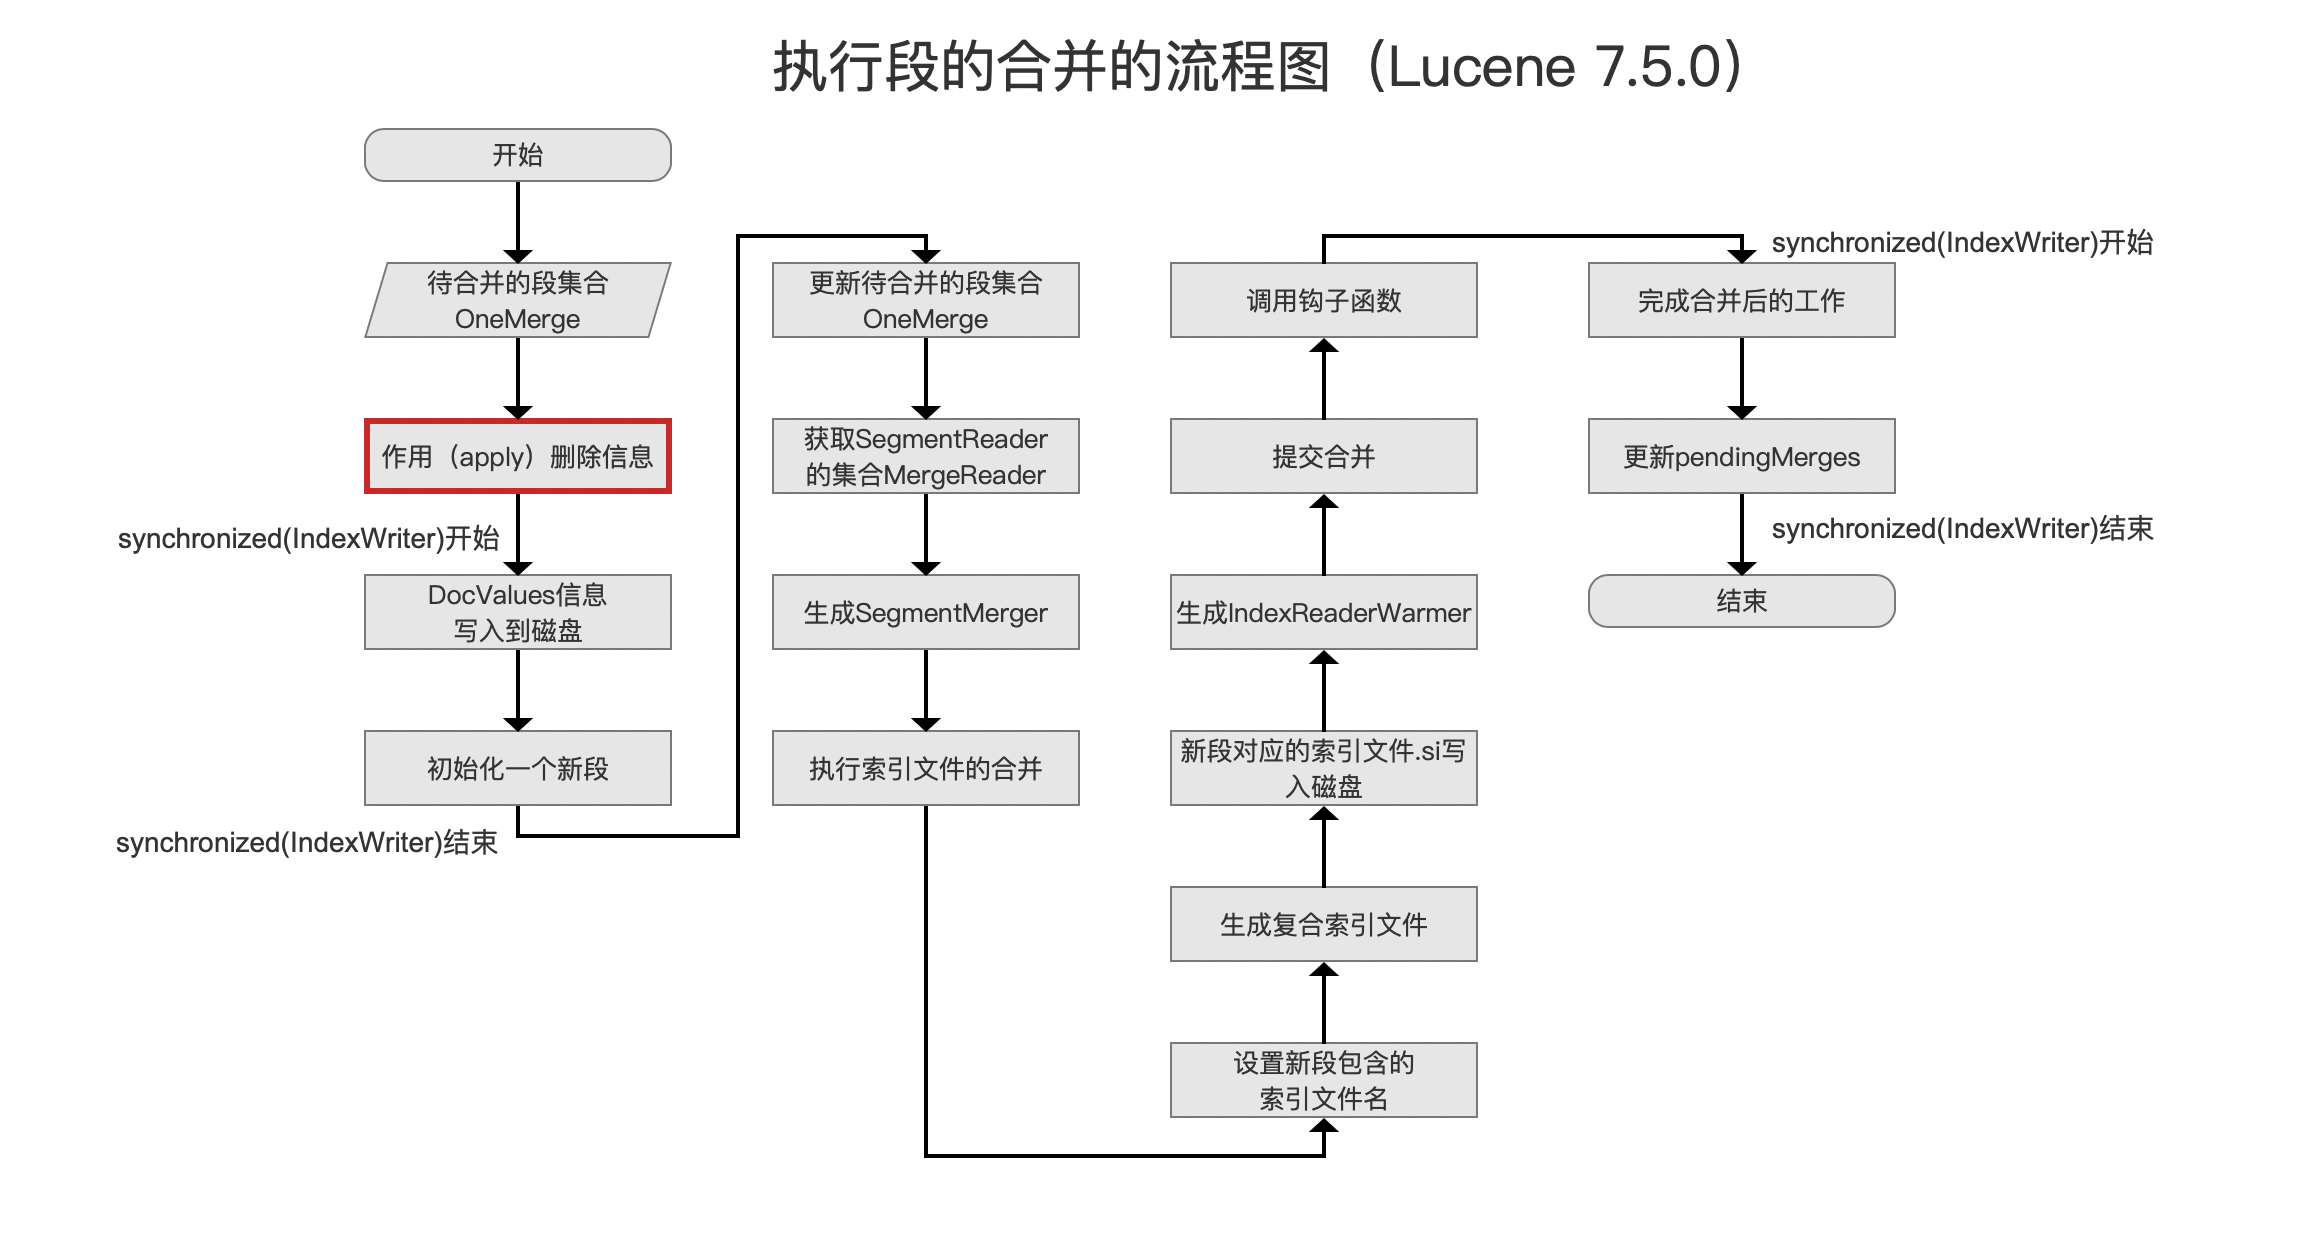 执行段的合并的流程图（Lucene 7.5.0）
开始
待合并的段集合
OneMerge
作用（apply）删除信息
synchronized(IndexWriter)开始
DocValues信息
写入到磁盘
初始化一个新段
synchronized(IndexWriter)结束
更新待合并的段集合
OneMerge
获取SegmentReader
的集合MergeReader
生成SegmentMerger
执行索引文件的合并
设置新段包含的
索引文件名
生成复合索引文件
新段对应的索引文件.si写
入磁盘
生成IndexReaderWarmer
提交合并
调用钩子函数
synchronized(IndexWriter)开始
完成合并后的工作
更新pendingMerges
synchronized(IndexWriter)结束
结束